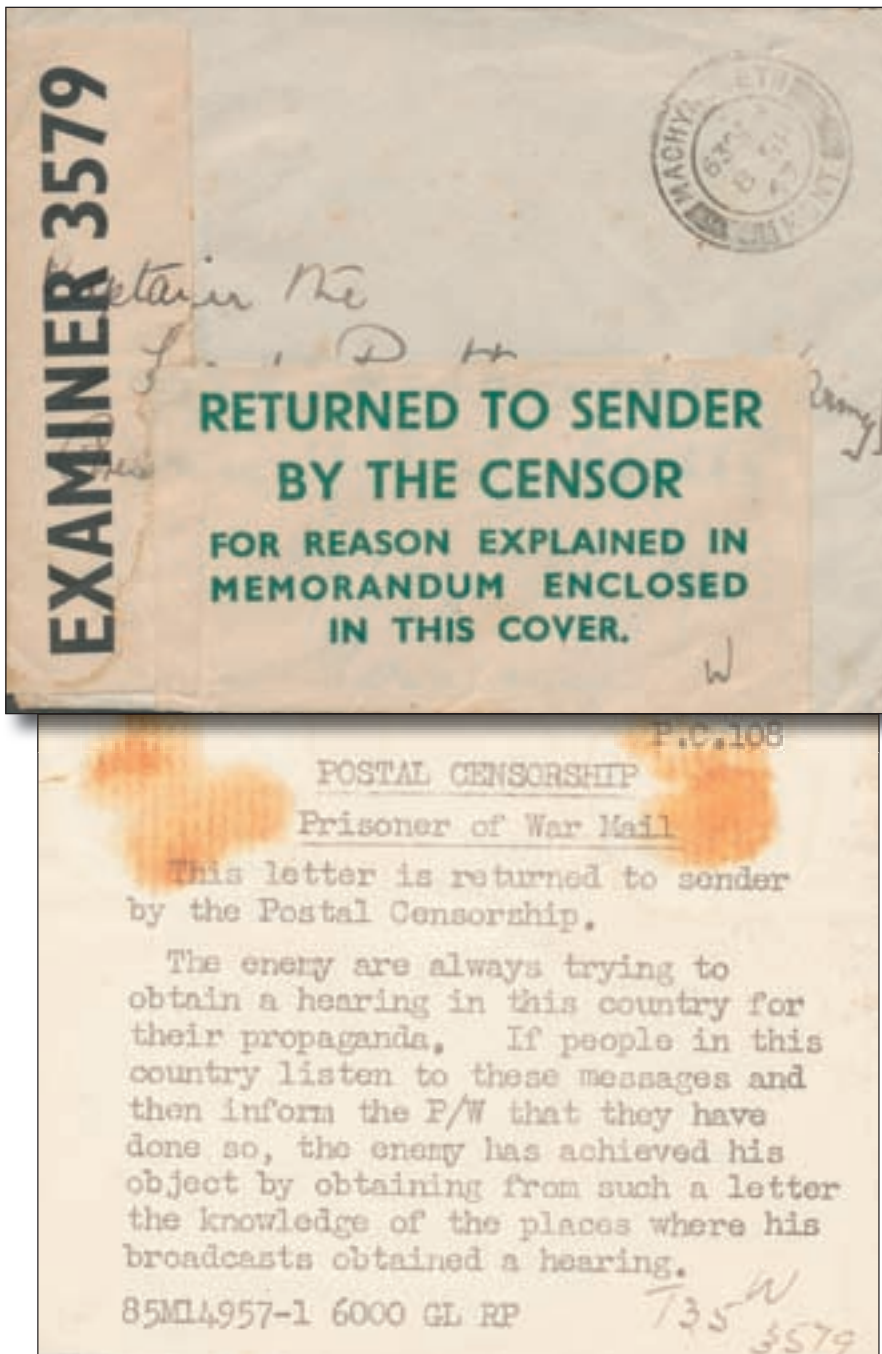 EXAMINER 3579
MACHY
Captain The
RETURNED TO SENDER
BY THE CENSOR
FOR REASON EXPLAINED IN
MEMORANDUM ENCLOSED
IN THIS COVER.
W
P.C.108
POSTAL CENSORSHIP
Prisoner of War Mail
This letter is returned to sender
by the Postal Censorship.
The enemy are always trying to
obtain a hearing in this country for
their propaganda. If people in this
country listen to these messages and
then inform the P/W that they have
done so, the enemy has achieved his
object by obtaining from such a letter
the knowledge of the places where his
broadcasts obtained a hearing.
85M14957-1 6000 GL RP
T35 W
3579